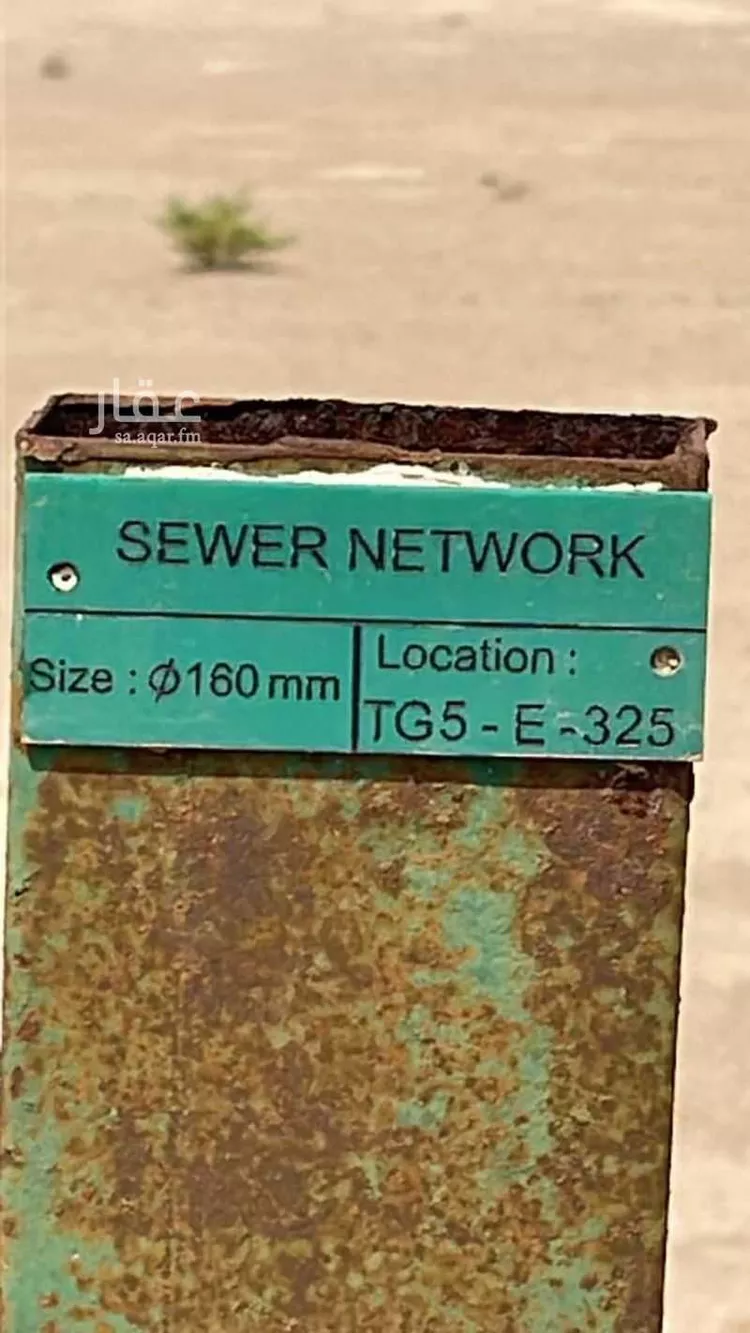 عقار
sa.aqar.fm
SEWER NETWORK
Size : Ø160 mm
Location :
TG5 - E -325